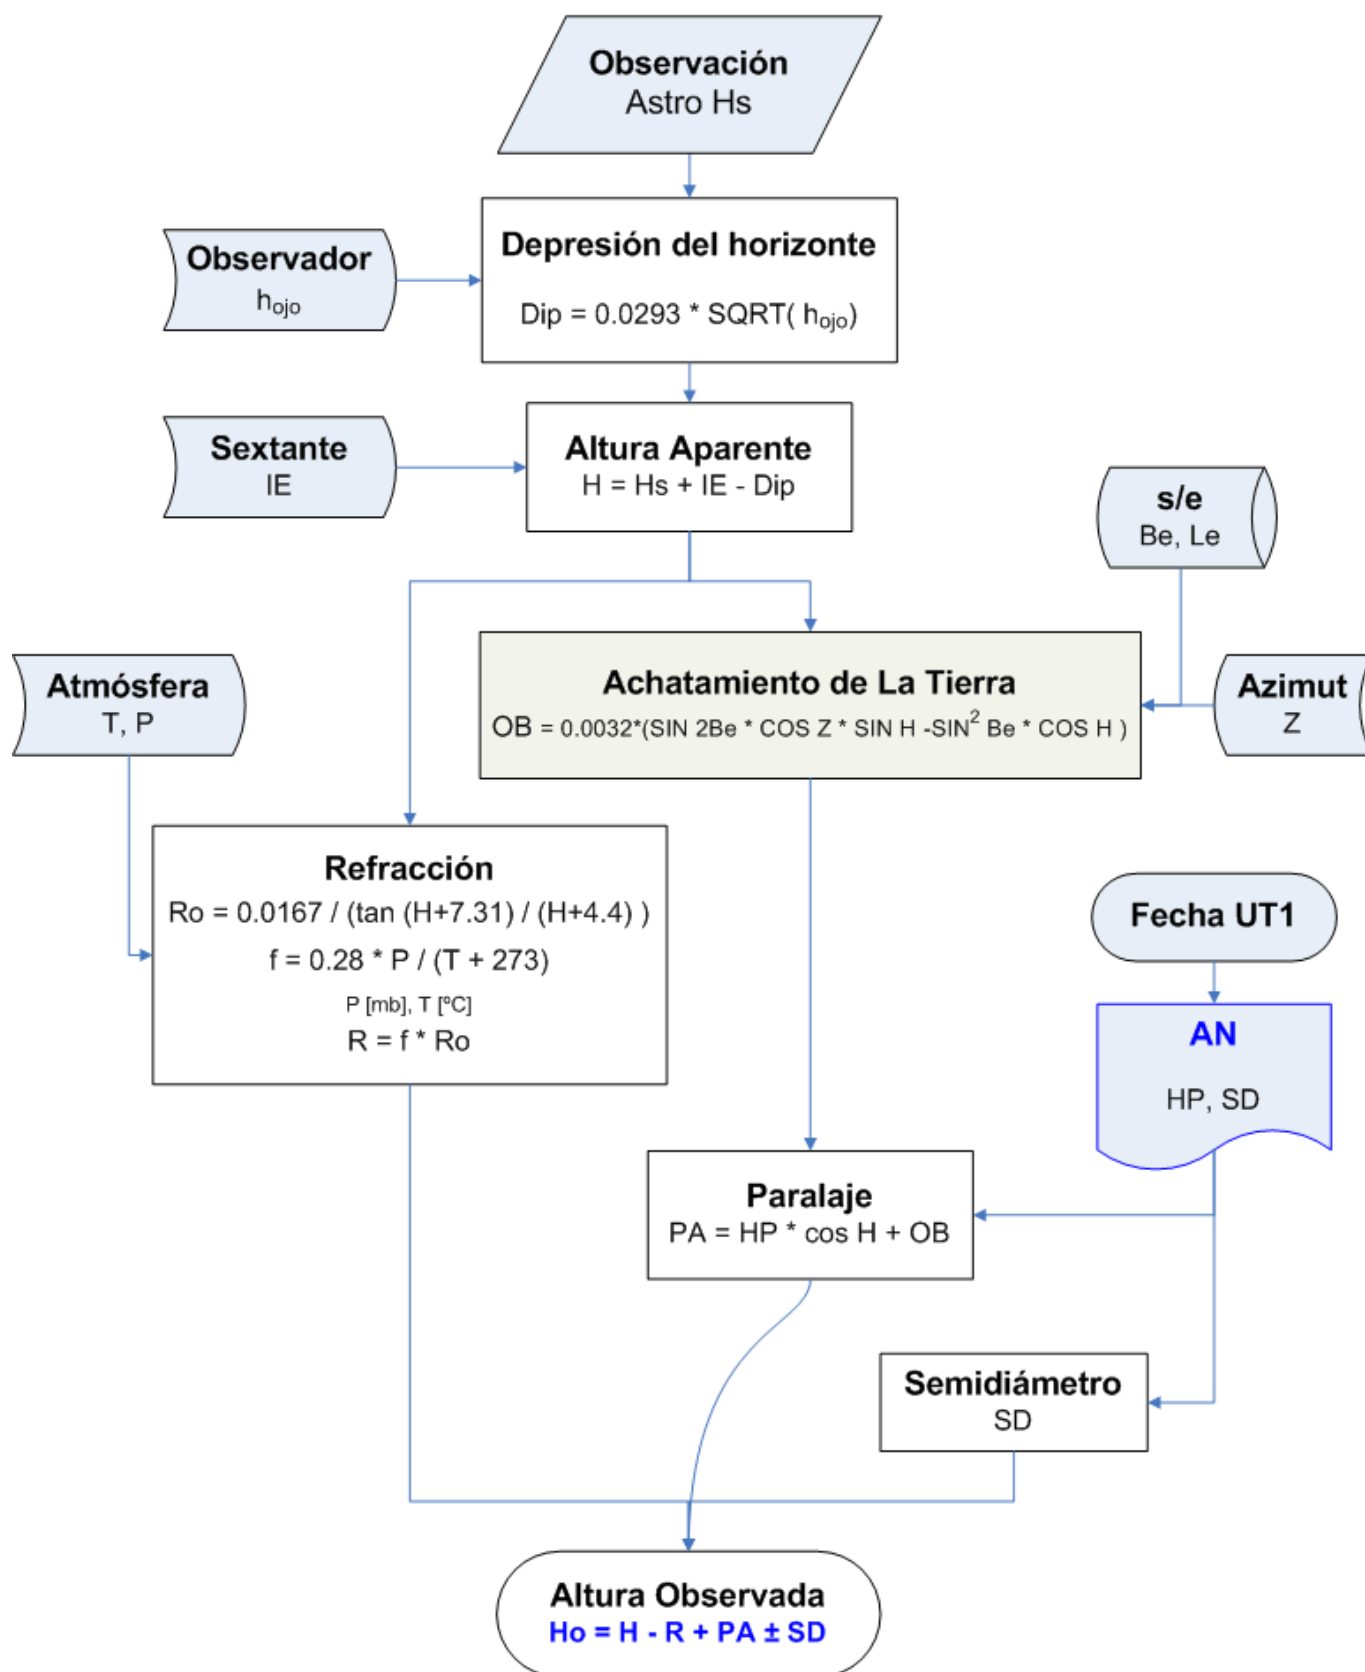 Observación
Astro Hs
Depresión del horizonte
Dip = 0.0293 * SQRT( hojo)
Observador
hojo
Altura Aparente
H = Hs + IE - Dip
Sextante
IE
s/e
Be, Le
Achatamiento de La Tierra
OB = 0.0032*(SIN 2Be * COS Z * SIN H -SIN² Be * COS H )
Azimut
Z
Atmósfera
T, P
Refracción
Ro = 0.0167 / (tan (H+7.31) / (H+4.4) )
f = 0.28 * P / (T + 273)
P [mb], T [ºC]
R = f * Ro
Fecha UT1
AN
HP, SD
Paralaje
PA = HP * cos H + OB
Semidiámetro
SD
Altura Observada
Ho = H - R + PA ± SD